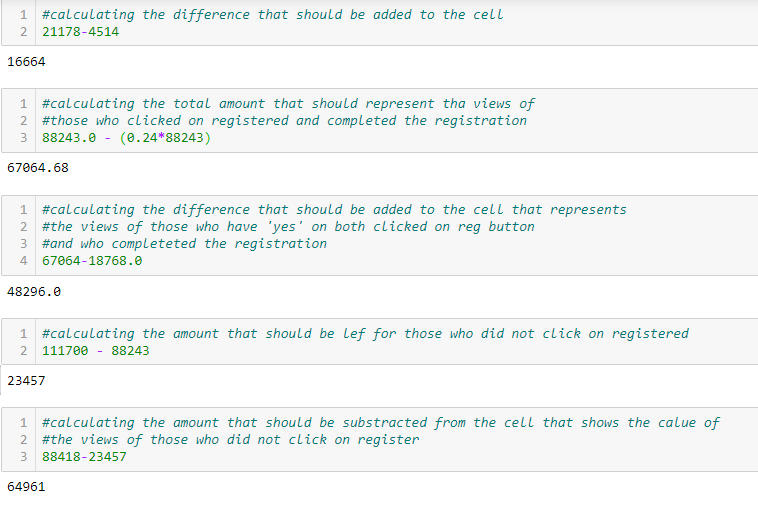 1 #calculating the difference that should be added to the cell
2 21178-4514
16664
1 #calculating the total amount that should represent tha views of
2 #those who clicked on registered and completed the registration
3 88243.0 - (0.24*88243)
67064.68
1 #calculating the difference that should be added to the cell that represents
2 #the views of those who have 'yes' on both clicked on reg button
3 #and who completeted the registration
4 67064-18768.0
48296.0
1 #calculating the amount that should be lef for those who did not click on registered
2 111700 - 88243
23457
1 #calculating the amount that should be substracted from the cell that shows the calue of
2 #the views of those who did not click on register
3 88418-23457
64961